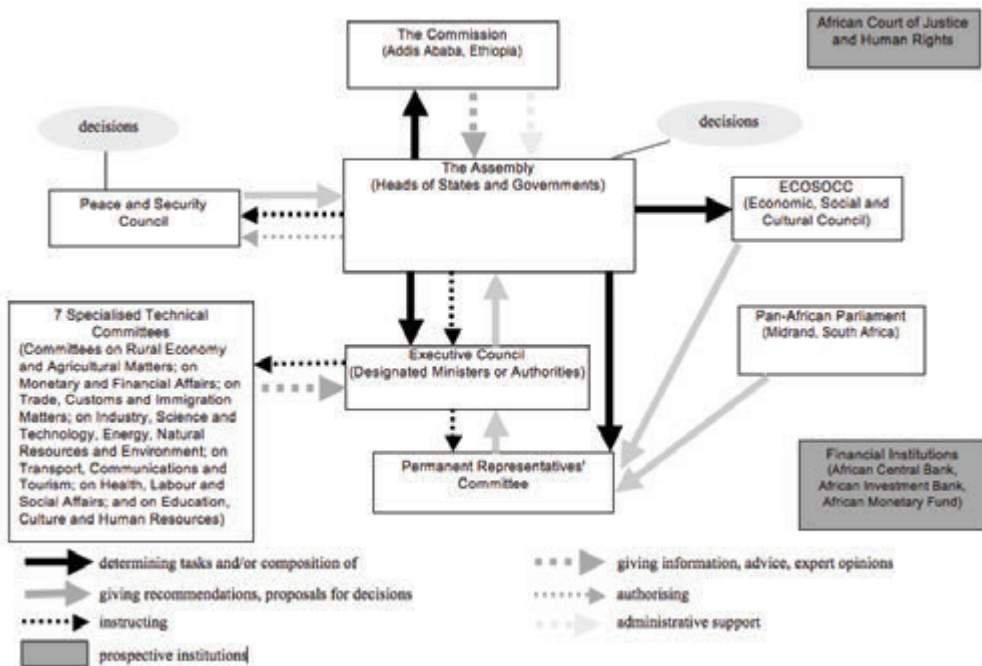 The Commission
(Addis Ababa, Ethiopia)
African Court of Justice
and Human Rights
decisions
decisions
The Assembly
(Heads of States and Governments)
Peace and Security
Council
ECOSOCC
(Economic, Social and
Cultural Council)
7 Specialised Technical
Committees
(Committees on Rural Economy
and Agricultural Matters; on
Monetary and Financial Affairs; on
Trade, Customs and Immigration
Matters; on Industry, Science and
Technology, Energy, Natural
Resources and Environment; on
Transport, Communications and
Tourism; on Health, Labour and
Social Affairs; and on Education,
Culture and Human Resources)
Pan-African Parliament
(Midrand, South Africa)
Executive Council
(Designated Ministers or Authorities)
Permanent Representatives'
Committee
Financial Institutions
(African Central Bank,
African Investment Bank,
African Monetary Fund)
determining tasks and/or composition of
giving recommendations, proposals for decisions
instructing
prospective institutions
giving information, advice, expert opinions
authorising
administrative support